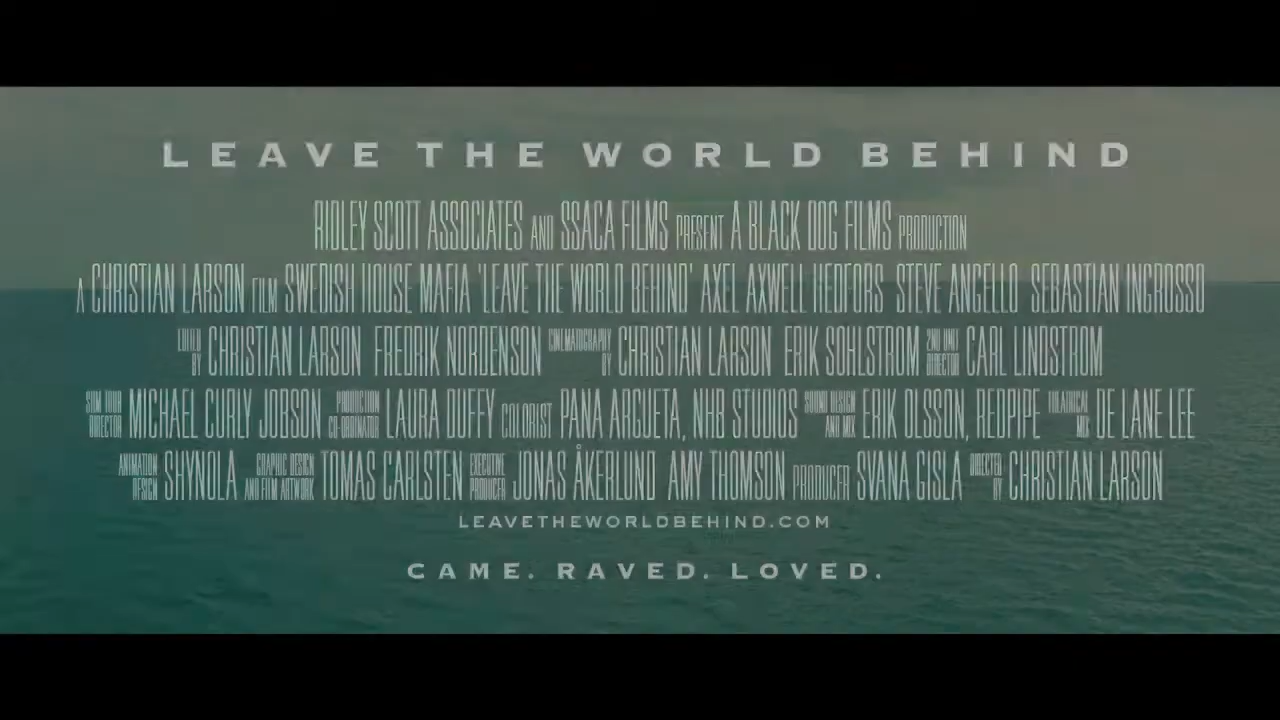 LEAVE THE WORLD BEHIND
RIDLEY SCOTT ASSOCIATES AND SSACA FILMS PRESENT A BLACK DOG FILMS PRODUCTION
A CHRISTIAN LARSON FILM SWEDISH HOUSE MAFIA 'LEAVE THE WORLD BEHIND' AXEL AXWELL HEDFORS STEVE ANGELLO SEBASTIAN INGROSSO
EDITED BY CHRISTIAN LARSON FREDRIK NORDENSON CINEMATOGRAPHY BY CHRISTIAN LARSON ERIK SOHLSTROM 2ND UNIT DIRECTOR CARL LINDSTROM
SHM TOUR DIRECTOR MICHAEL CURLY JOBSON PRODUCTION CO-ORDINATOR LAURA DUFFY COLORIST PANA ARGUETA, NHB STUDIOS SOUND DESIGN AND MIX ERIK OLSSON, REDPIPE THEATRICAL MIX DE LANE LEE
ANIMATION DESIGN SHYNOLA GRAPHIC DESIGN AND FILM ARTWORK TOMAS CARLSTEN EXECUTIVE PRODUCER JONAS ÅKERLUND AMY THOMSON PRODUCER SVANA GISLA DIRECTED BY CHRISTIAN LARSON
LEAVETHEWORLDBEHIND.COM
CAME. RAVED. LOVED.